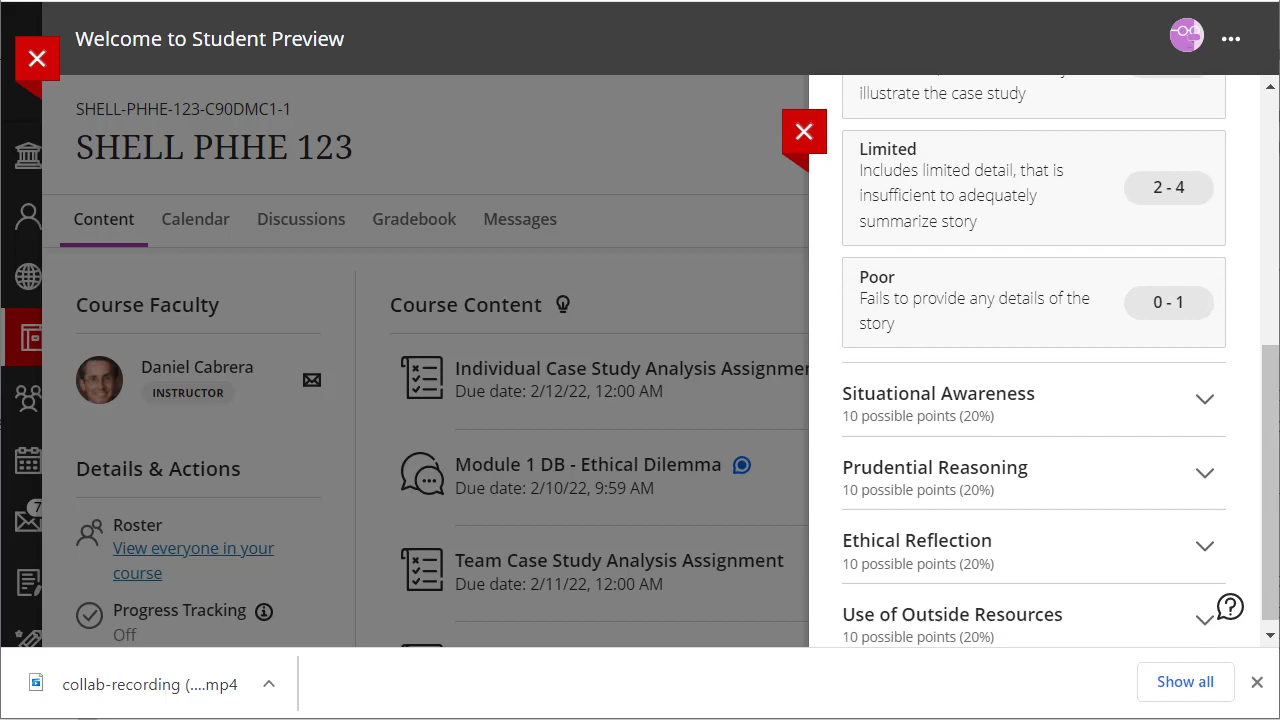 Welcome to Student Preview
SHELL-PHHE-123-C90DMC1-1
SHELL PHHE 123
Content
Calendar
Discussions
Gradebook
Messages
Course Faculty
Daniel Cabrera
INSTRUCTOR
Details & Actions
Roster
View everyone in your
course
Progress Tracking
Off
7
Course Content
Individual Case Study Analysis Assignmen
Due date: 2/12/22, 12:00 AM
Module 1 DB - Ethical Dilemma
Due date: 2/10/22, 9:59 AM
Team Case Study Analysis Assignment
Due date: 2/11/22, 12:00 AM
illustrate the case study
Limited
Includes limited detail, that is
insufficient to adequately
summarize story
2 - 4
Poor
Fails to provide any details of the
story
0 - 1
Situational Awareness
10 possible points (20%)
Prudential Reasoning
10 possible points (20%)
Ethical Reflection
10 possible points (20%)
Use of Outside Resources
10 possible points (20%)
collab-recording (....mp4
Show all